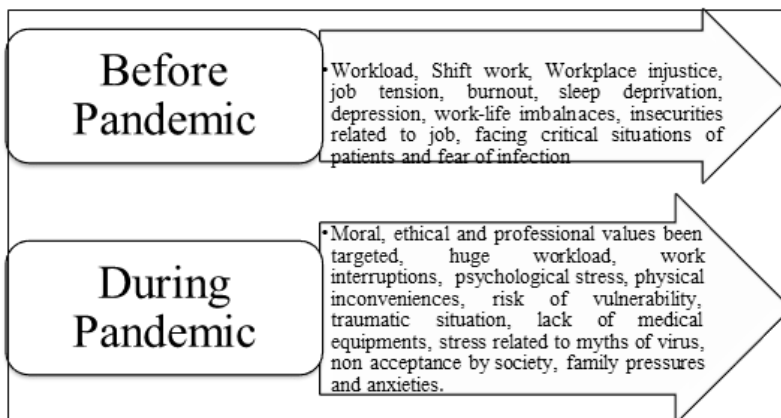 Before
Pandemic
•Workload, Shift work, Workplace injustice,
job tension, burnout, sleep deprivation,
depression, work-life imbalnaces, insecurities
related to job, facing critical situations of
patients and fear of infection
During
Pandemic
•Moral, ethical and professional values been
targeted, huge workload, work
interruptions, psychological stress, physical
inconveniences, risk of vulnerability,
traumatic situation, lack of medical
equipments, stress related to myths of virus,
non acceptance by society, family pressures
and anxieties.